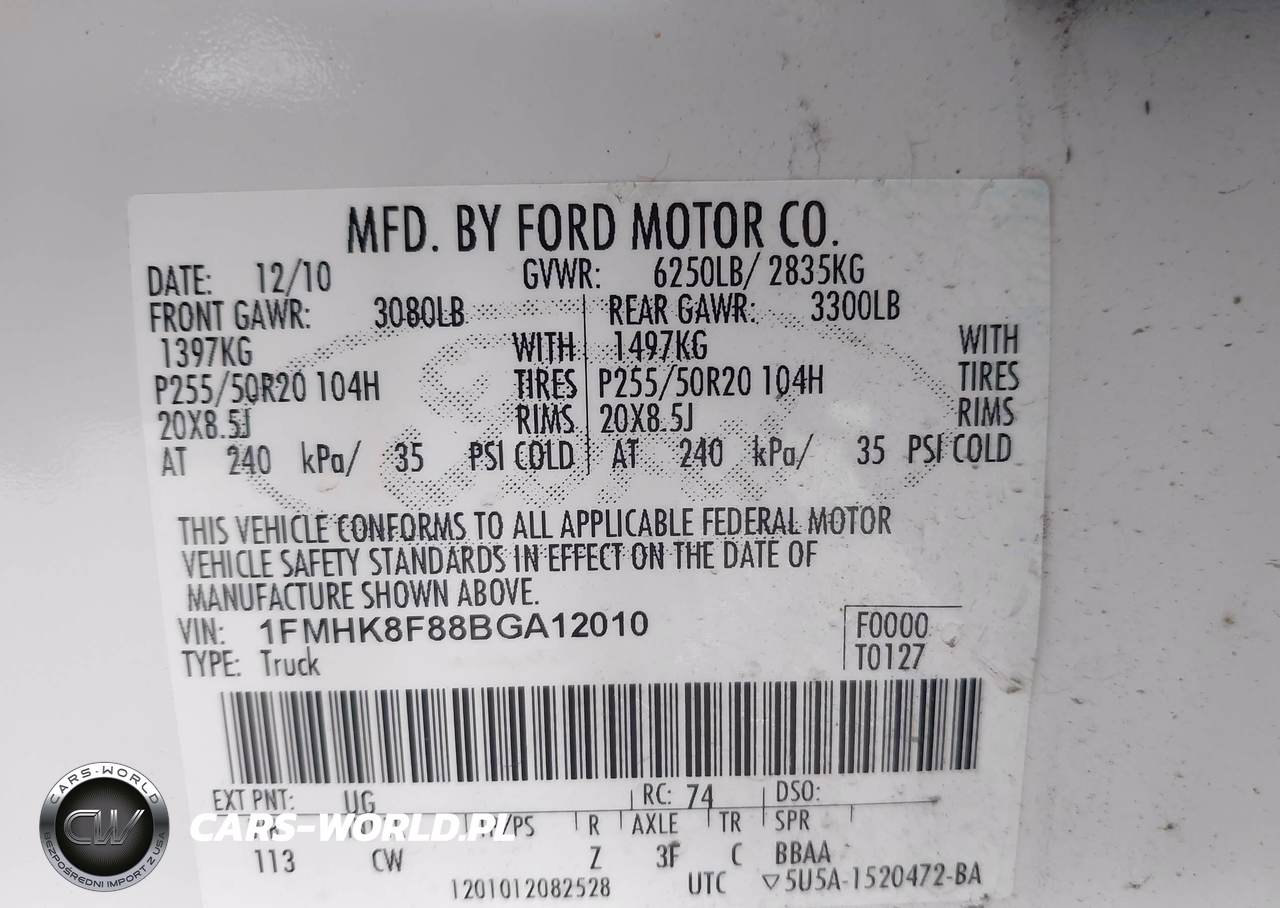 MFD. BY FORD MOTOR CO.
DATE: 12/10 GVWR: 6250LB/ 2835KG
FRONT GAWR: 3080LB REAR GAWR: 3300LB
1397KG WITH 1497KG WITH
P255/50R20 104H TIRES P255/50R20 104H TIRES
20X8.5J RIMS 20X8.5J RIMS
AT 240 kPa/ 35 PSI COLD AT 240 kPa/ 35 PSI COLD
THIS VEHICLE CONFORMS TO ALL APPLICABLE FEDERAL MOTOR
VEHICLE SAFETY STANDARDS IN EFFECT ON THE DATE OF
MANUFACTURE SHOWN ABOVE.
VIN: 1FMHK8F88BGA12010 F0000
TYPE: Truck T0127
EXT PNT: UG RC: 74 DSO:
/PS R AXLE TR SPR
113 CW Z 3F C BBAA
1201012082528 UTC ▽5U5A-1520472-BA
CARS-WORLD
CW
BEZPOŚREDNI IMPORT Z USA
CARS-WORLD.PL